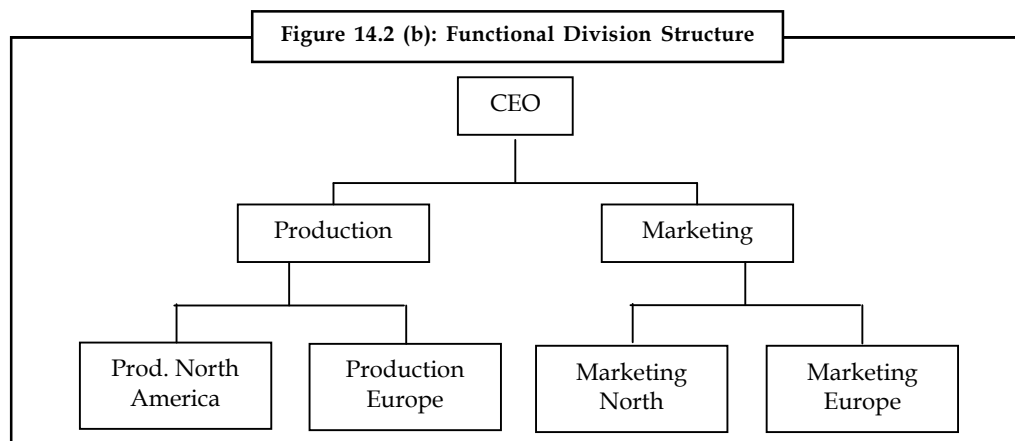 Figure 14.2 (b): Functional Division Structure
CEO
Production
Marketing
Prod. North
America
Production
Europe
Marketing
North
Marketing
Europe